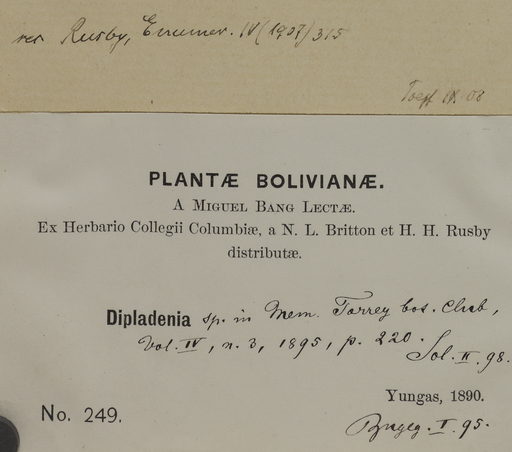 Rusby, Enumer. IV (1907) 315
IX 08
PLANTÆ BOLIVIANÆ.
A Miguel Bang Lectæ.
Ex Herbario Collegii Columbiæ, a N. L. Britton et H. H. Rusby
distributæ.
Dipladenia sp. in Mem. Torrey bot. Club,
Vol. IV, n. 3, 1895, p. 220.
Sol. II. 98.
Yungas, 1890.
No. 249.
V. 95.